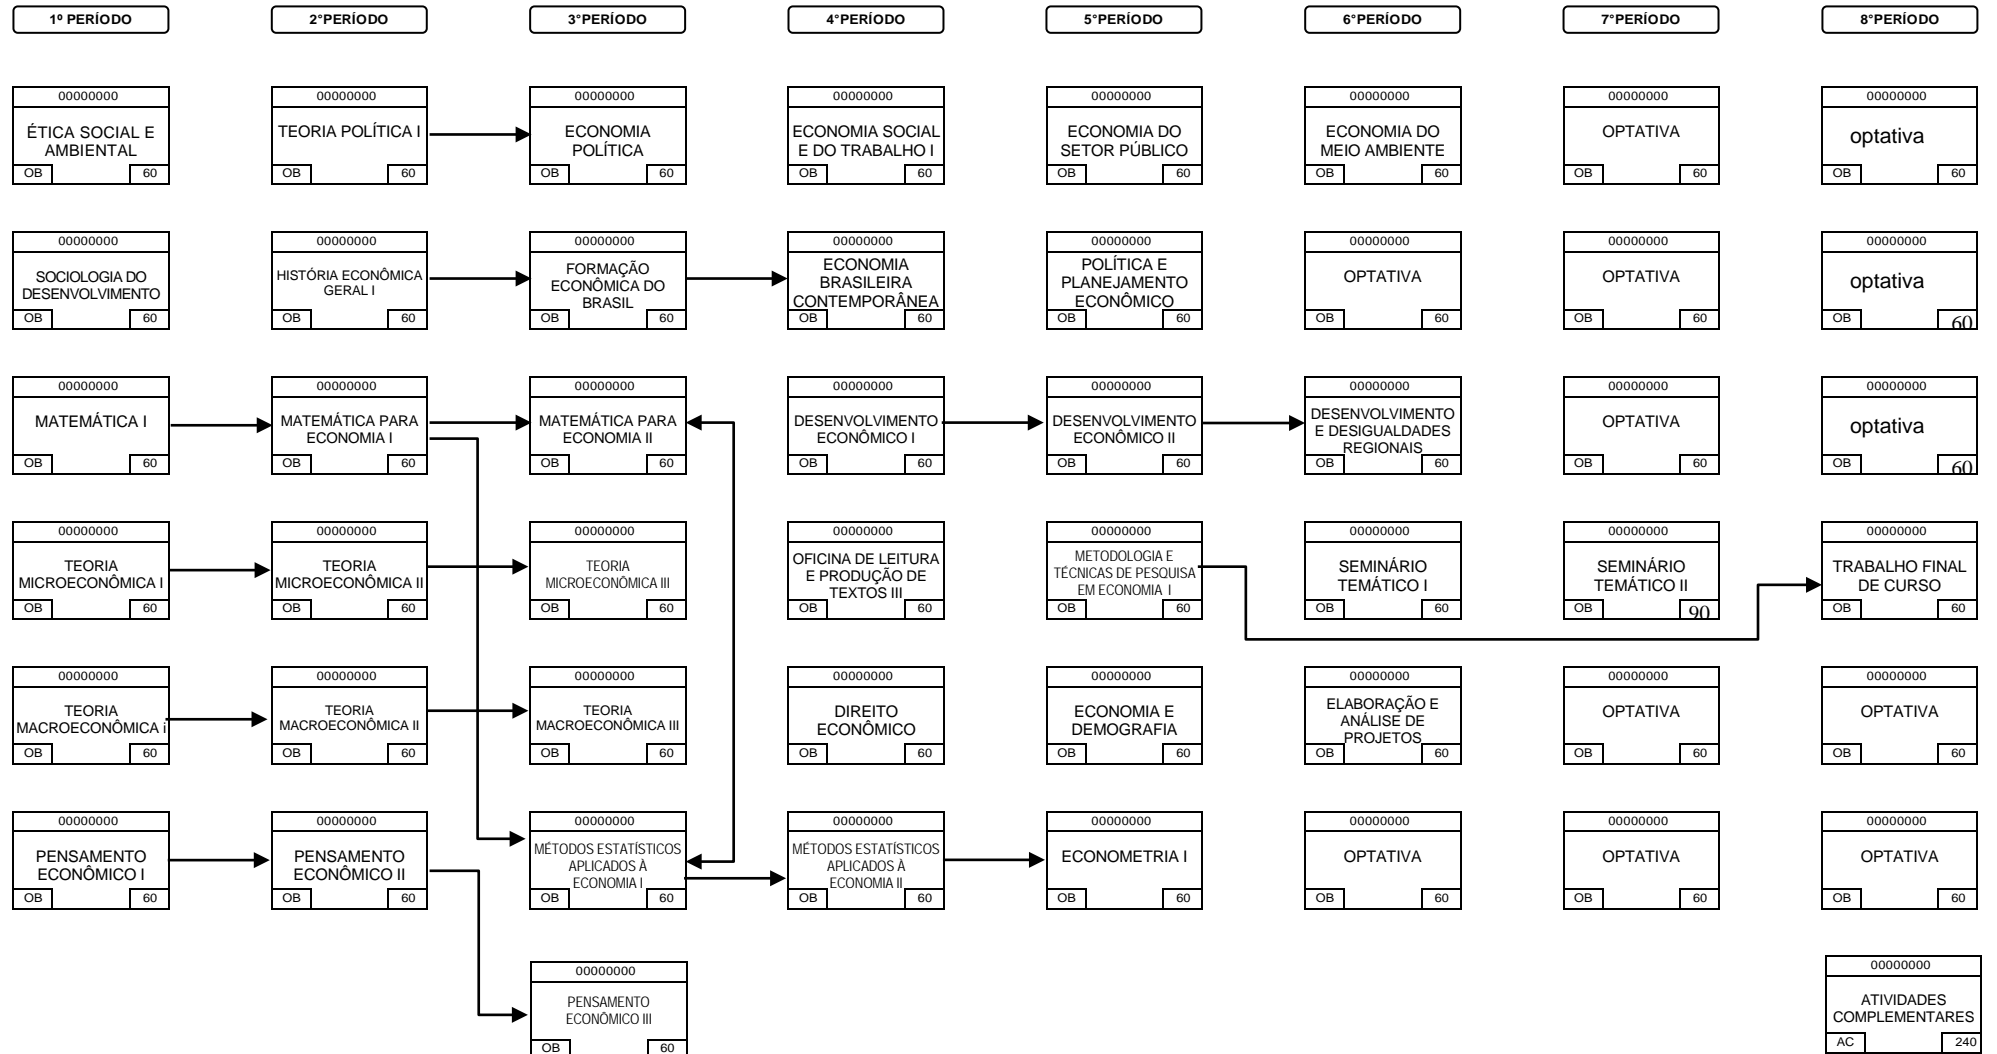 1º PERÍODO
2°PERÍODO
3°PERÍODO
4°PERÍODO
5°PERÍODO
6°PERÍODO
7°PERÍODO
8°PERÍODO
00000000
ÉTICA SOCIAL E
AMBIENTAL
OB 60
00000000
TEORIA POLÍTICA I
OB 60
00000000
ECONOMIA
POLÍTICA
OB 60
00000000
ECONOMIA SOCIAL
E DO TRABALHO I
OB 60
00000000
ECONOMIA DO
SETOR PÚBLICO
OB 60
00000000
ECONOMIA DO
MEIO AMBIENTE
OB 60
00000000
OPTATIVA
OB 60
00000000
optativa
OB 60
00000000
SOCIOLOGIA DO
DESENVOLVIMENTO
OB 60
00000000
HISTÓRIA ECONÔMICA
GERAL I
OB 60
00000000
FORMAÇÃO
ECONÔMICA DO
BRASIL
OB 60
00000000
ECONOMIA
BRASILEIRA
CONTEMPORÂNEA
OB 60
00000000
POLÍTICA E
PLANEJAMENTO
ECONÔMICO
OB 60
00000000
OPTATIVA
OB 60
00000000
OPTATIVA
OB 60
00000000
optativa
OB 60
00000000
MATEMÁTICA I
OB 60
00000000
MATEMÁTICA PARA
ECONOMIA I
OB 60
00000000
MATEMÁTICA PARA
ECONOMIA II
OB 60
00000000
DESENVOLVIMENTO
ECONÔMICO I
OB 60
00000000
DESENVOLVIMENTO
ECONÔMICO II
OB 60
00000000
DESENVOLVIMENTO
E DESIGUALDADES
REGIONAIS
OB 60
00000000
OPTATIVA
OB 60
00000000
optativa
OB 60
00000000
TEORIA
MICROECONÔMICA I
OB 60
00000000
TEORIA
MICROECONÔMICA II
OB 60
00000000
TEORIA
MICROECONÔMICA III
OB 60
00000000
OFICINA DE LEITURA
E PRODUÇÃO DE
TEXTOS III
OB 60
00000000
METODOLOGIA E
TÉCNICAS DE PESQUISA
EM ECONOMIA I
OB 60
00000000
SEMINÁRIO
TEMÁTICO I
OB 60
00000000
SEMINÁRIO
TEMÁTICO II
OB 90
00000000
TRABALHO FINAL
DE CURSO
OB 60
00000000
TEORIA
MACROECONÔMICA i
OB 60
00000000
TEORIA
MACROECONÔMICA II
OB 60
00000000
TEORIA
MACROECONÔMICA III
OB 60
00000000
DIREITO
ECONÔMICO
OB 60
00000000
ECONOMIA E
DEMOGRAFIA
OB 60
00000000
ELABORAÇÃO E
ANÁLISE DE
PROJETOS
OB 60
00000000
OPTATIVA
OB 60
00000000
OPTATIVA
OB 60
00000000
PENSAMENTO
ECONÔMICO I
OB 60
00000000
PENSAMENTO
ECONÔMICO II
OB 60
00000000
MÉTODOS ESTATÍSTICOS
APLICADOS À
ECONOMIA I
OB 60
00000000
MÉTODOS ESTATÍSTICOS
APLICADOS À
ECONOMIA II
OB 60
00000000
ECONOMETRIA I
OB 60
00000000
OPTATIVA
OB 60
00000000
OPTATIVA
OB 60
00000000
OPTATIVA
OB 60
00000000
PENSAMENTO
ECONÔMICO III
OB 60
00000000
ATIVIDADES
COMPLEMENTARES
AC 240